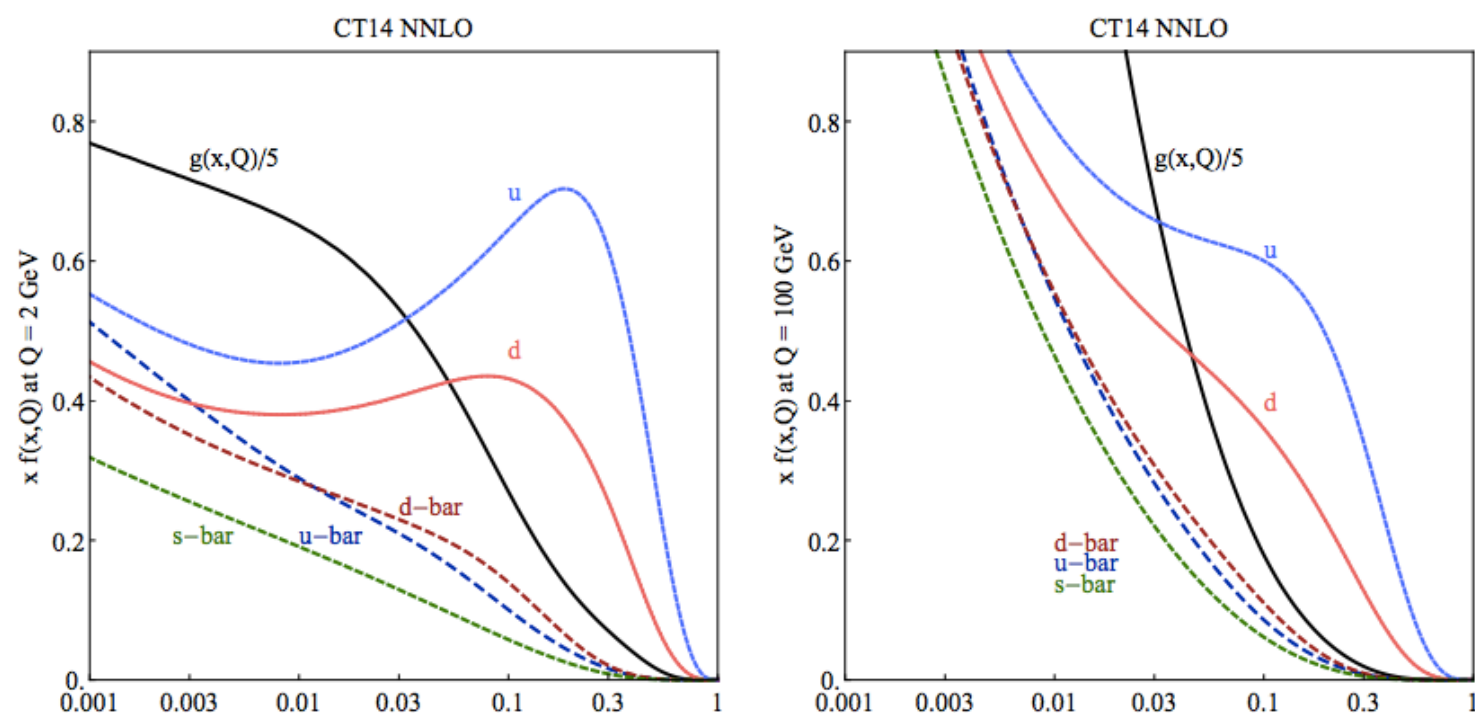 CT14 NNLO
x f(x,Q) at Q = 2 GeV
0.8
0.6
0.4
0.2
0.
g(x,Q)/5
u
d
d−bar
s−bar
u−bar
0.001
0.003
0.01
0.03
0.1
0.3
1
CT14 NNLO
x f(x,Q) at Q = 100 GeV
0.8
0.6
0.4
0.2
0.
g(x,Q)/5
u
d
d−bar
u−bar
s−bar
0.001
0.003
0.01
0.03
0.1
0.3
1